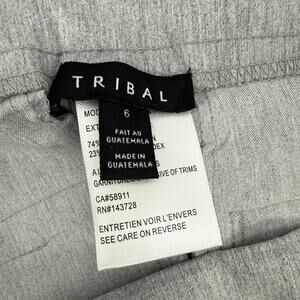 TRIBAL
6
FAIT AU
GUATEMALA
MADE IN
GUATEMALA
MOD
EXT
74%
23%
DEX
A L
SIVE OF TRIMS
GARNITURE
CA#58911
RN#143728
ENTRETIEN VOIR L'ENVERS
SEE CARE ON REVERSE